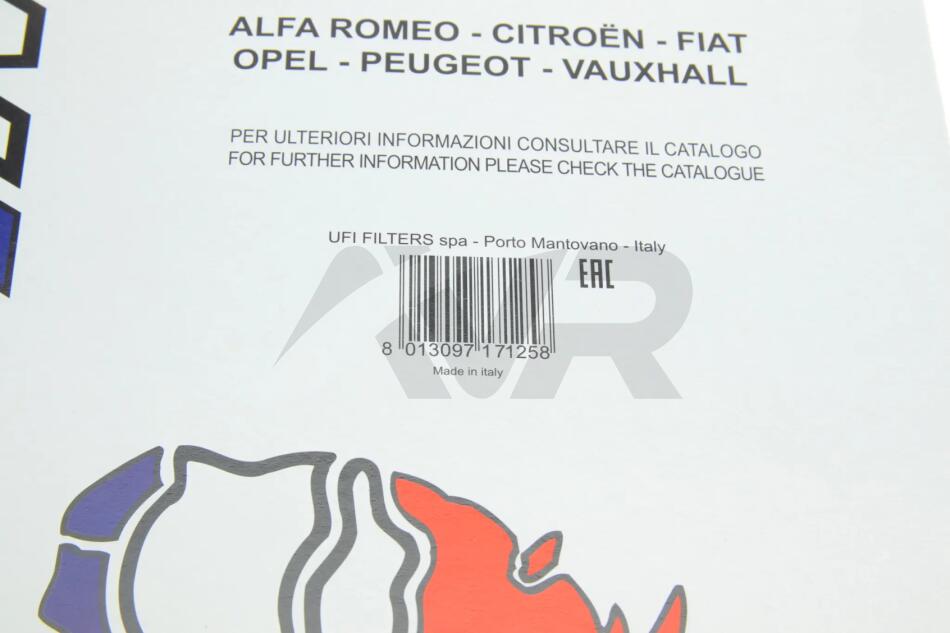 ALFA ROMEO - CITROËN - FIAT
OPEL - PEUGEOT - VAUXHALL
PER ULTERIORI INFORMAZIONI CONSULTARE IL CATALOGO
FOR FURTHER INFORMATION PLEASE CHECK THE CATALOGUE
UFI FILTERS spa - Porto Mantovano - Italy
EAC
8 013097 171258
Made in italy